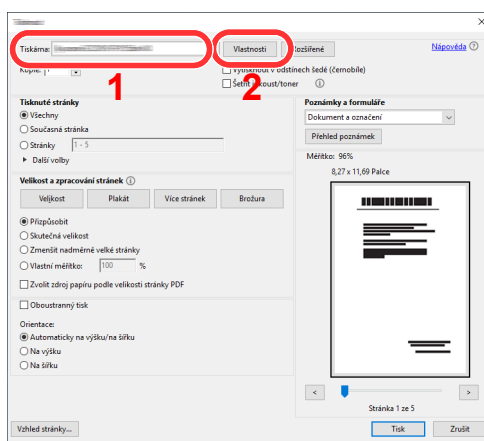 Tiskárna: Vlastnosti Rozšířené Nápověda
Kopie: 1 Vytisknout v odstínech šedé (černobíle)
1 2
Šetřit inkoust/toner
Tisknuté stránky
Všechny
Současná stránka
Stránky 1 - 5
Další volby
Velikost a zpracování stránek
Velikost Plakát Více stránek Brožura
Přizpůsobit
Skutečná velikost
Zmenšit nadměrně velké stránky
Vlastní měřítko: 100 %
Zvolit zdroj papíru podle velikosti stránky PDF
Oboustranný tisk
Orientace:
Automaticky na výšku/na šířku
Na výšku
Na šířku
Poznámky a formuláře
Dokument a označení
Přehled poznámek
Měřítko: 96%
8,27 x 11,69 Palce
< >
Stránka 1 ze 5
Vzhled stránky... Tisk Zrušit